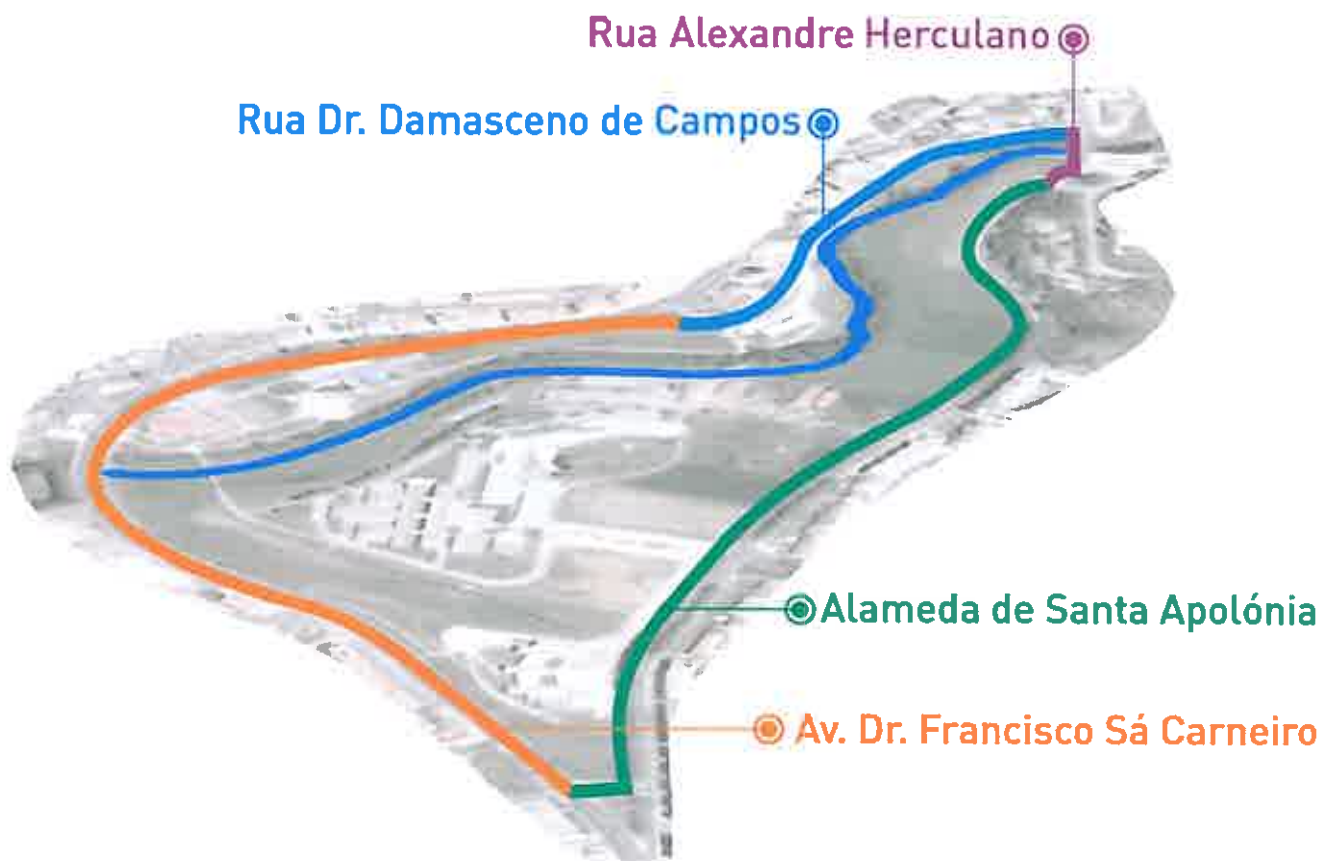 Rua Alexandre Herculano
Rua Dr. Damasceno de Campos
Alameda de Santa Apolónia
Av. Dr. Francisco Sá Carneiro